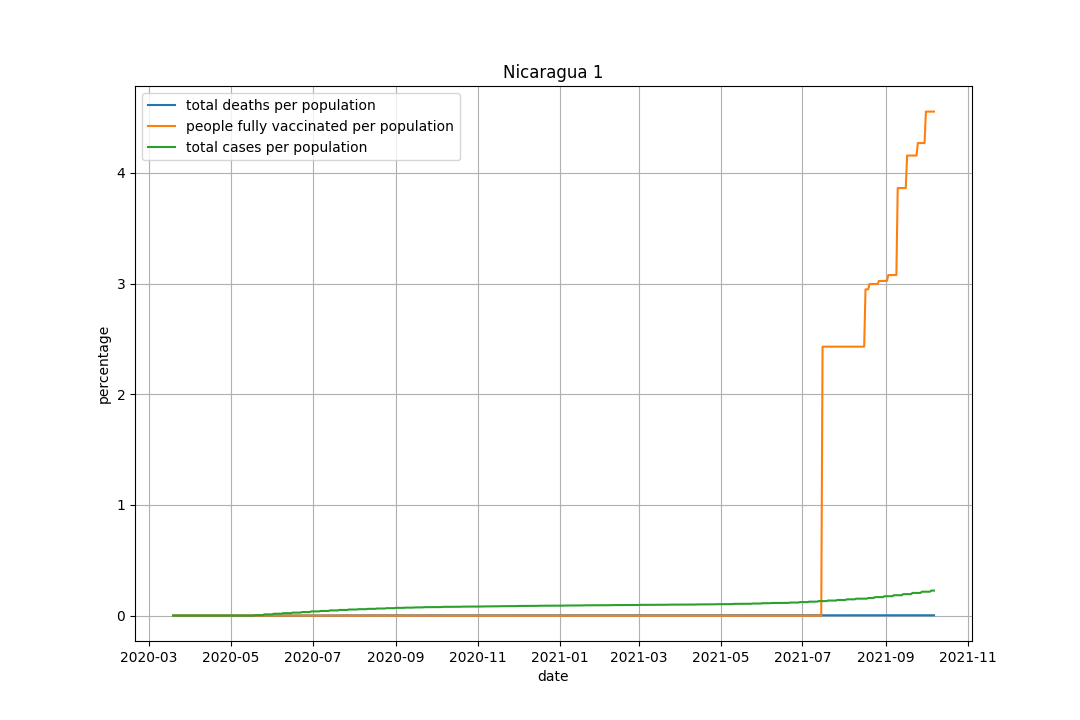 Nicaragua 1
total deaths per population
people fully vaccinated per population
total cases per population
percentage
4
3
2
1
0
2020-03 2020-05 2020-07 2020-09 2020-11 2021-01 2021-03 2021-05 2021-07 2021-09 2021-11
date